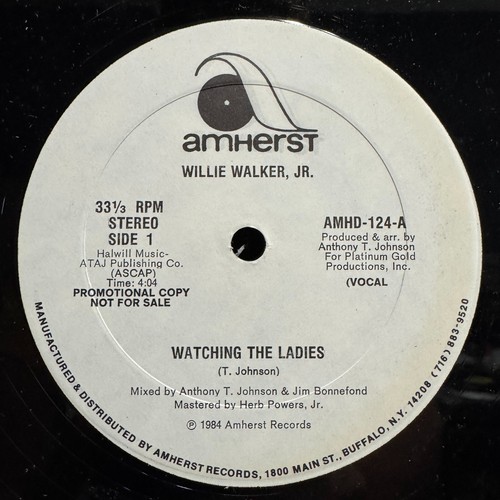 amHERST
WILLIE WALKER, JR.
33⅓ RPM
STEREO
SIDE 1
Halwill Music-
ATAJ Publishing Co.
(ASCAP)
Time: 4:04
PROMOTIONAL COPY
NOT FOR SALE
AMHD-124-A
Produced & arr. by
Anthony T. Johnson
For Platinum Gold
Productions, Inc.
(VOCAL
WATCHING THE LADIES
(T. Johnson)
Mixed by Anthony T. Johnson & Jim Bonnefond
Mastered by Herb Powers, Jr.
℗ 1984 Amherst Records
MANUFACTURED & DISTRIBUTED BY AMHERST RECORDS, 1800 MAIN ST., BUFFALO, N.Y. 14208 (716) 883-9520